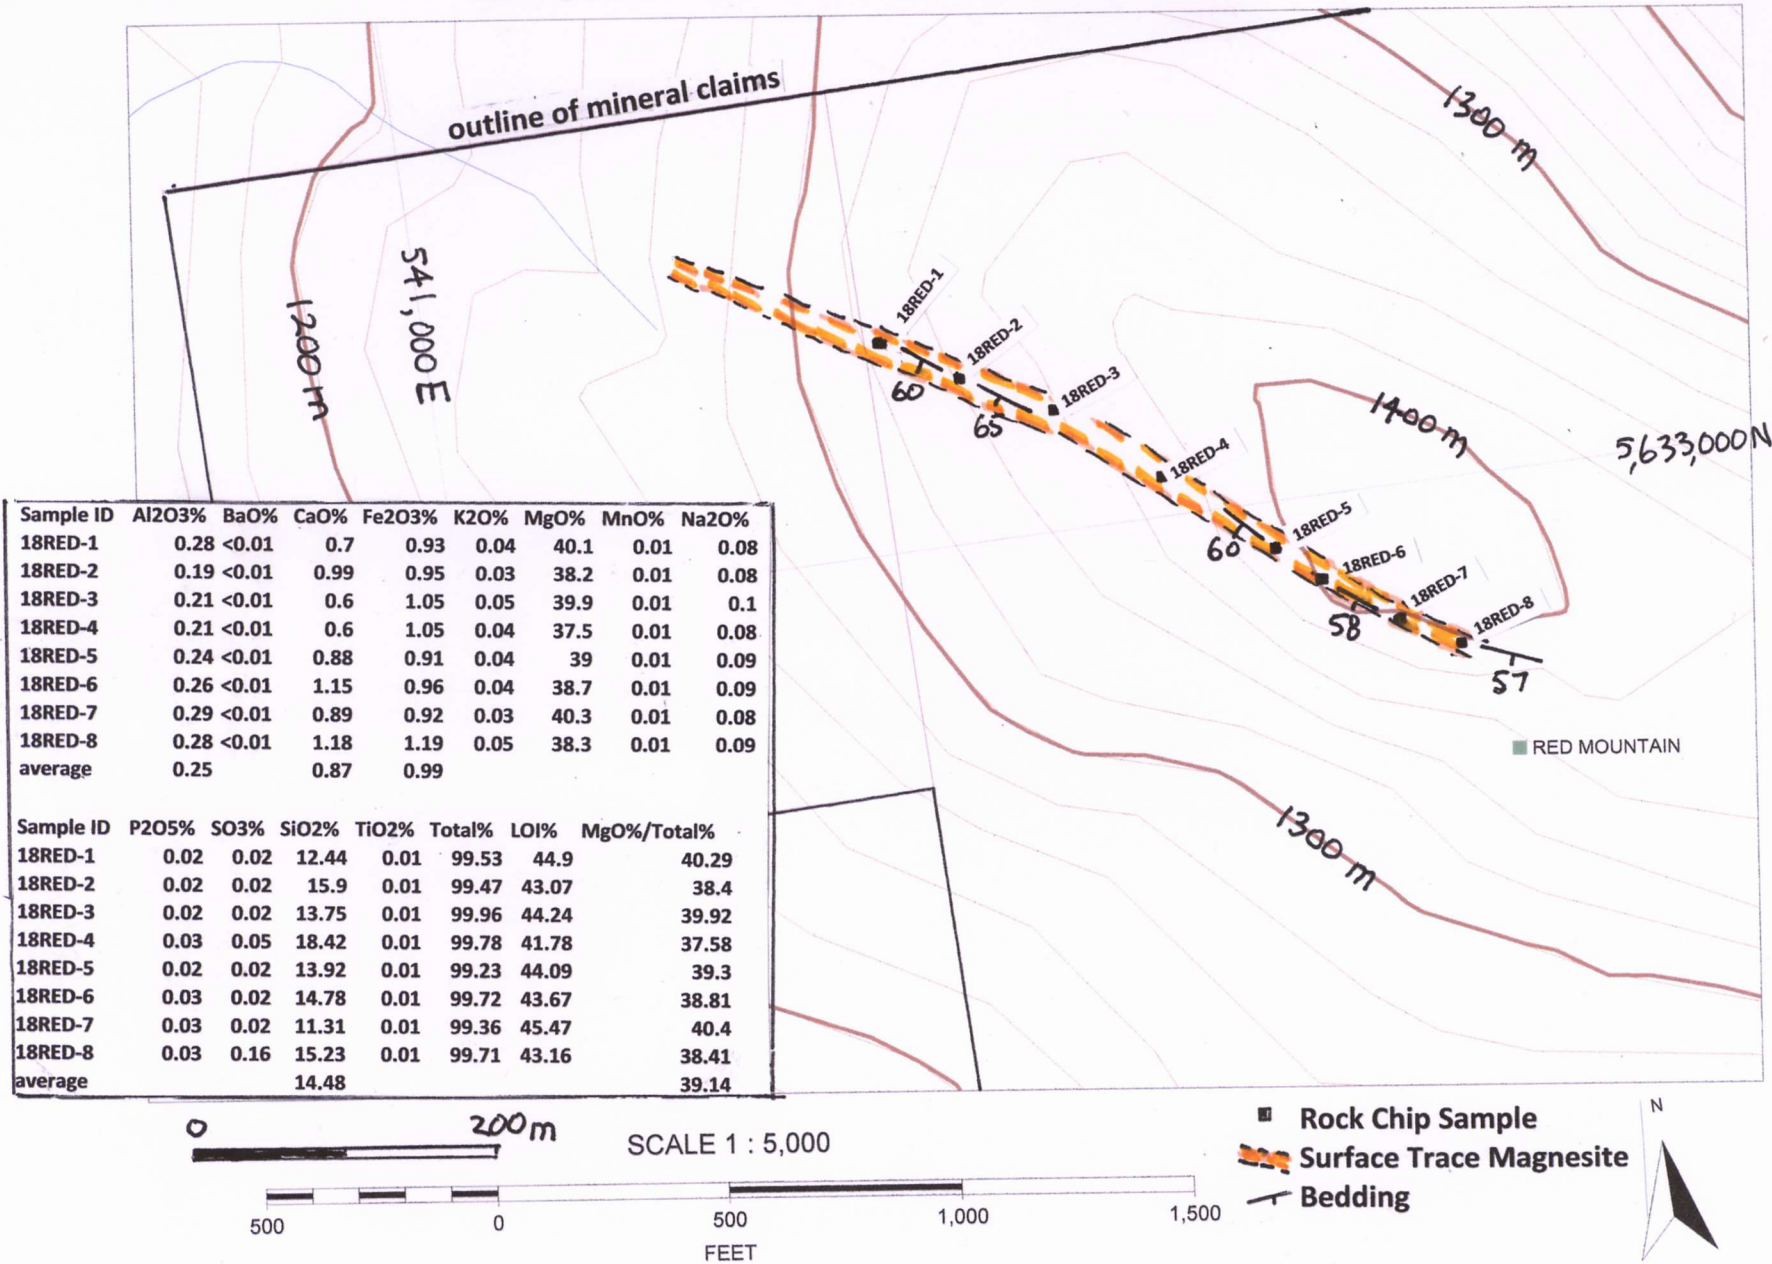 outline of mineral claims
1300 m
541,000 E
1200m
18RED-1
18RED-2
18RED-3
60
65
1400 m
5,633,000N
18RED-4
18RED-5
60
18RED-6
18RED-7
18RED-8
58
57
RED MOUNTAIN
1300 m
Sample ID Al2O3% BaO% CaO% Fe2O3% K2O% MgO% MnO% Na2O%
18RED-1 0.28 <0.01 0.7 0.93 0.04 40.1 0.01 0.08
18RED-2 0.19 <0.01 0.99 0.95 0.03 38.2 0.01 0.08
18RED-3 0.21 <0.01 0.6 1.05 0.05 39.9 0.01 0.1
18RED-4 0.21 <0.01 0.6 1.05 0.04 37.5 0.01 0.08
18RED-5 0.24 <0.01 0.88 0.91 0.04 39 0.01 0.09
18RED-6 0.26 <0.01 1.15 0.96 0.04 38.7 0.01 0.09
18RED-7 0.29 <0.01 0.89 0.92 0.03 40.3 0.01 0.08
18RED-8 0.28 <0.01 1.18 1.19 0.05 38.3 0.01 0.09
average 0.25 0.87 0.99
Sample ID P2O5% SO3% SiO2% TiO2% Total% LOI% MgO%/Total%
18RED-1 0.02 0.02 12.44 0.01 99.53 44.9 40.29
18RED-2 0.02 0.02 15.9 0.01 99.47 43.07 38.4
18RED-3 0.02 0.02 13.75 0.01 99.96 44.24 39.92
18RED-4 0.03 0.05 18.42 0.01 99.78 41.78 37.58
18RED-5 0.02 0.02 13.92 0.01 99.23 44.09 39.3
18RED-6 0.03 0.02 14.78 0.01 99.72 43.67 38.81
18RED-7 0.03 0.02 11.31 0.01 99.36 45.47 40.4
18RED-8 0.03 0.16 15.23 0.01 99.71 43.16 38.41
average 14.48 39.14
0 200m
SCALE 1 : 5,000
500 0 500 1,000 1,500
FEET
Rock Chip Sample
Surface Trace Magnesite
Bedding
N